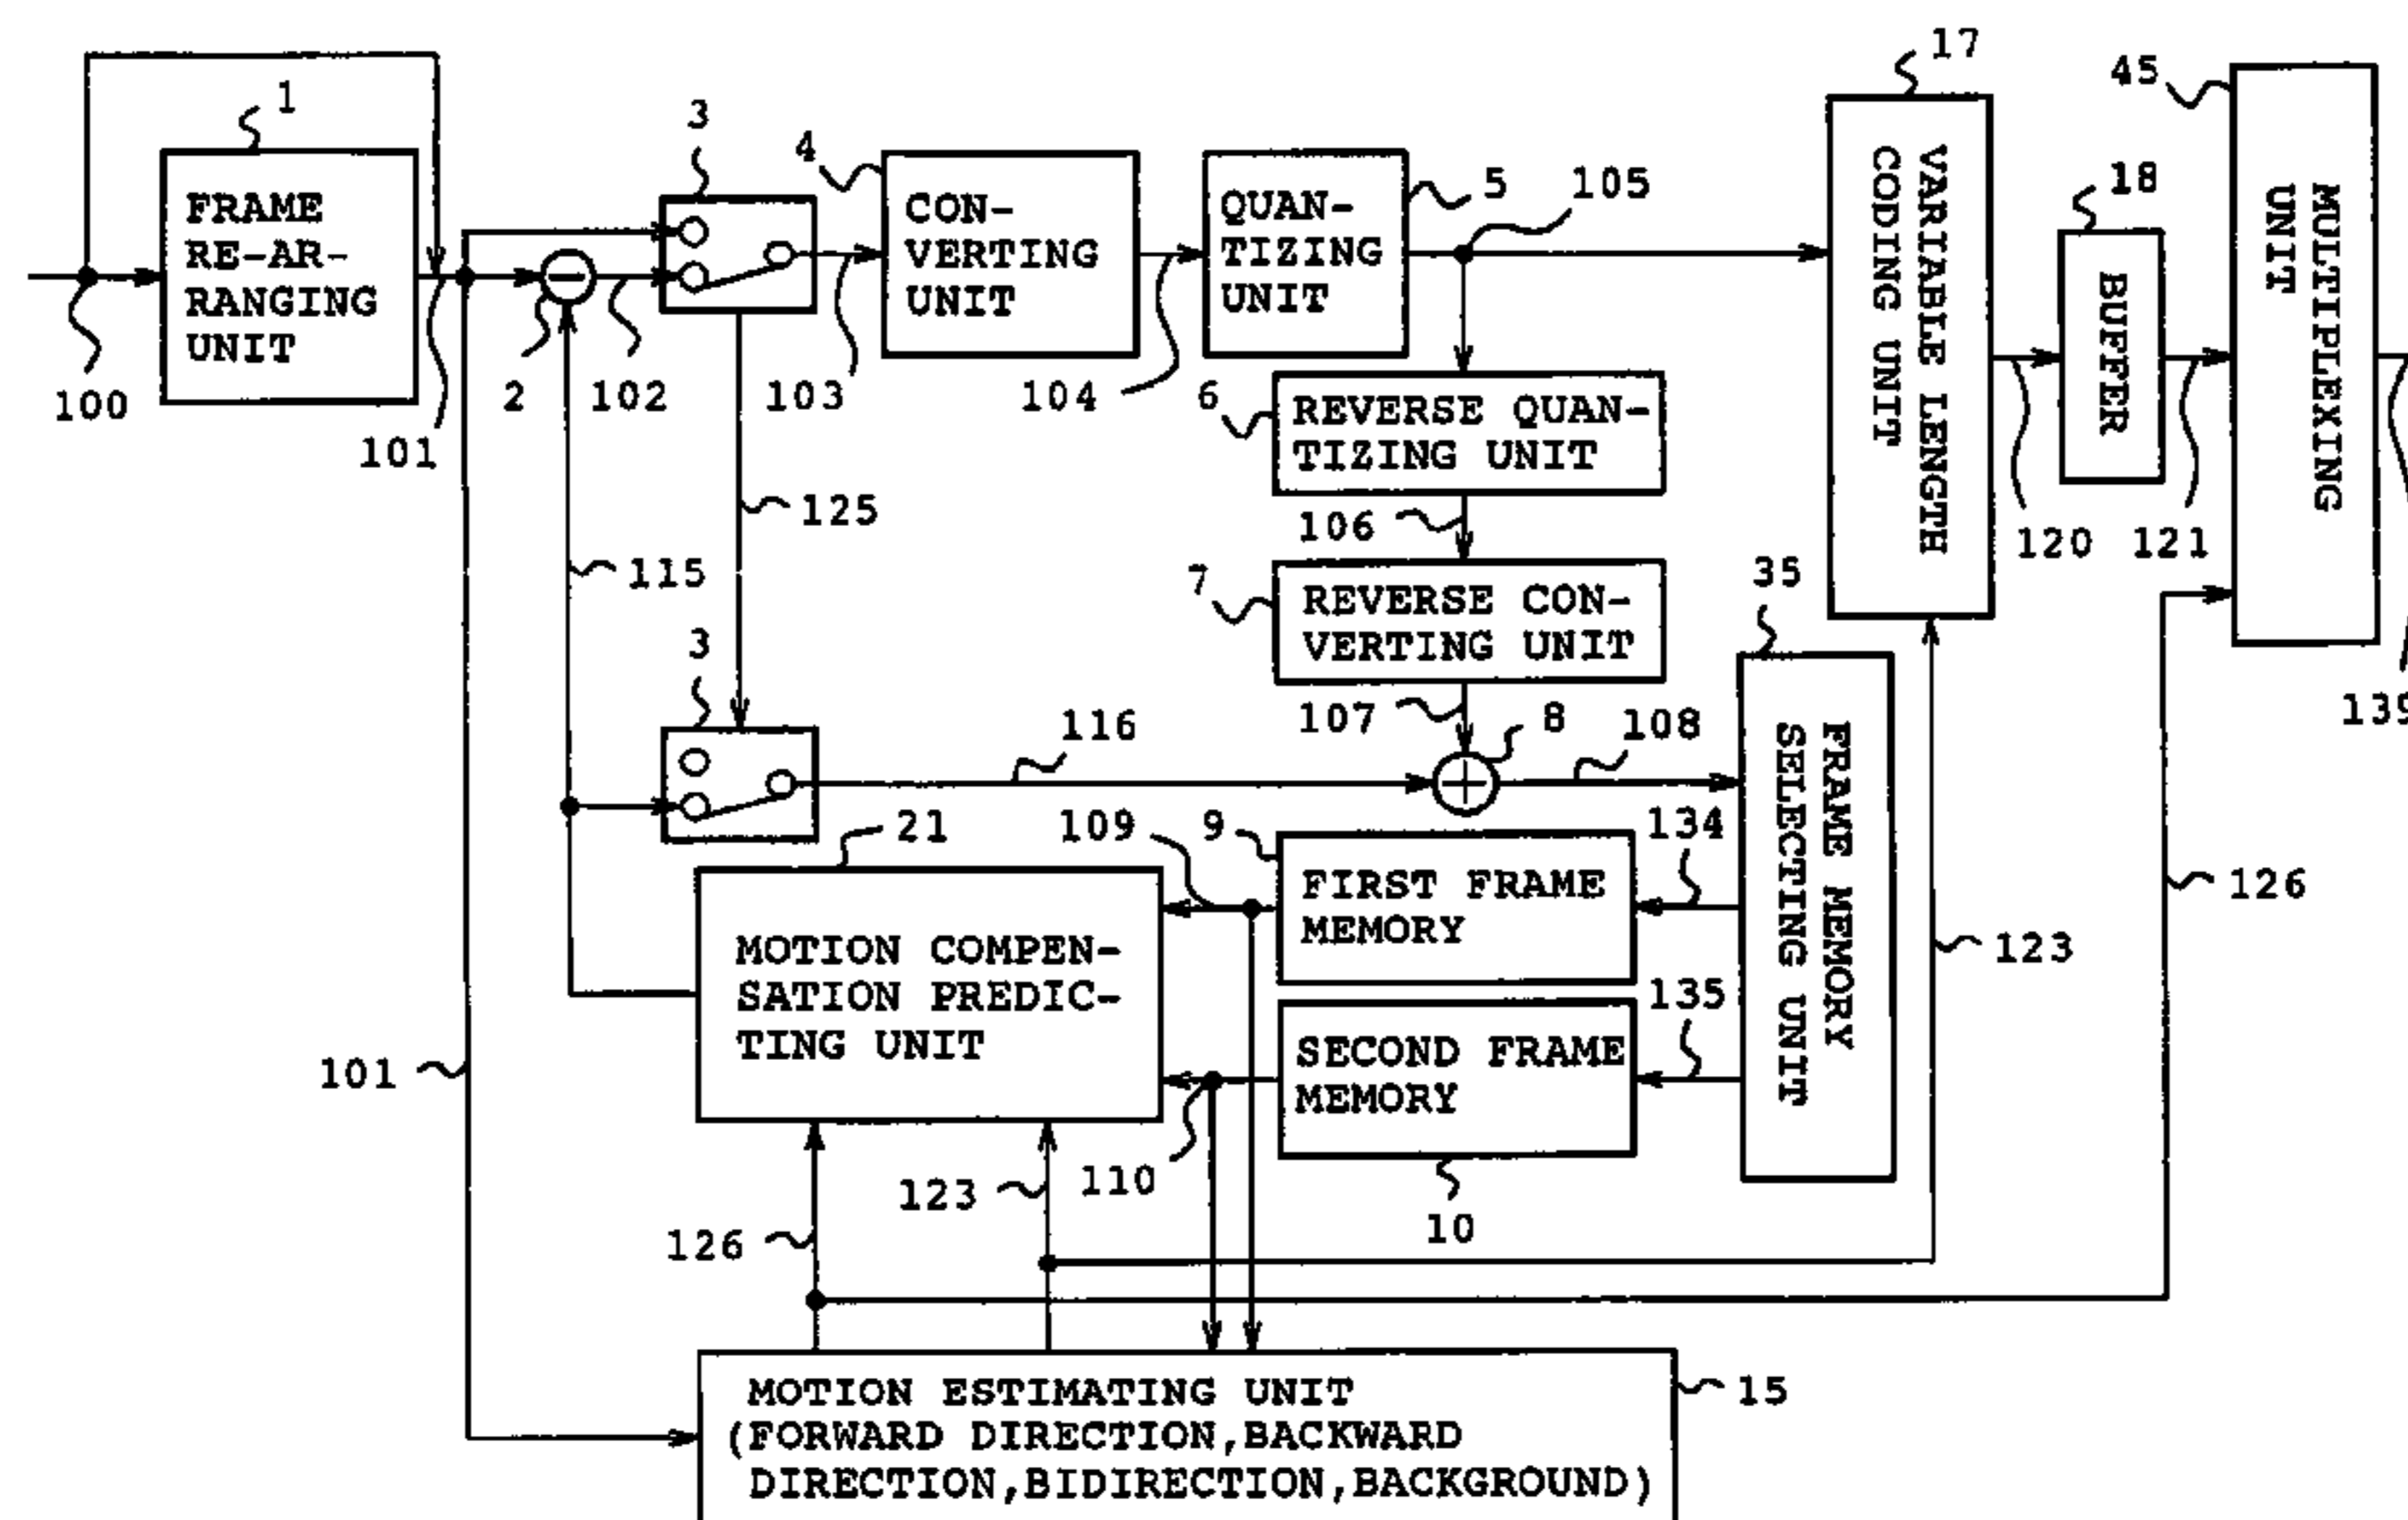 17
45
1
3
4
5
105
18
FRAME
RE-AR-
RANGING
UNIT
CON-
VERTING
UNIT
QUAN-
TIZING
UNIT
VARIABLE LENGTH
CODING UNIT
BUFFER
MULTIPLEXING
UNIT
100
101
2
102
103
104
6
REVERSE QUAN-
TIZING UNIT
125
106
120
121
115
7
REVERSE CON-
VERTING UNIT
35
3
107
8
108
139
116
21
109
9
134
FIRST FRAME
MEMORY
FRAME MEMORY
SELECTING UNIT
126
123
MOTION COMPEN-
SATION PREDIC-
TING UNIT
135
SECOND FRAME
MEMORY
101
123
110
10
126
MOTION ESTIMATING UNIT
(FORWARD DIRECTION,BACKWARD
DIRECTION,BIDIRECTION,BACKGROUND)
15